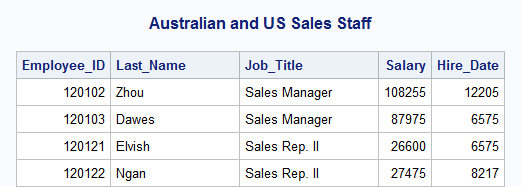 Australian and US Sales Staff
Employee_ID Last_Name Job_Title Salary Hire_Date
120102 Zhou Sales Manager 108255 12205
120103 Dawes Sales Manager 87975 6575
120121 Elvish Sales Rep. II 26600 6575
120122 Ngan Sales Rep. II 27475 8217